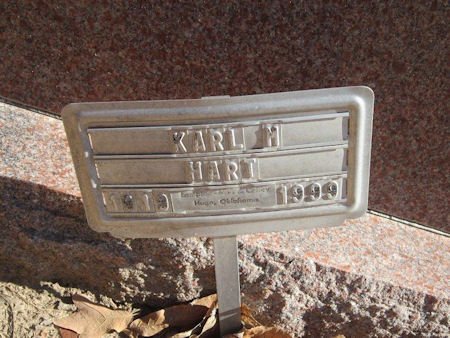 KARL M
HART
1919 1999
Hugo, Oklahoma